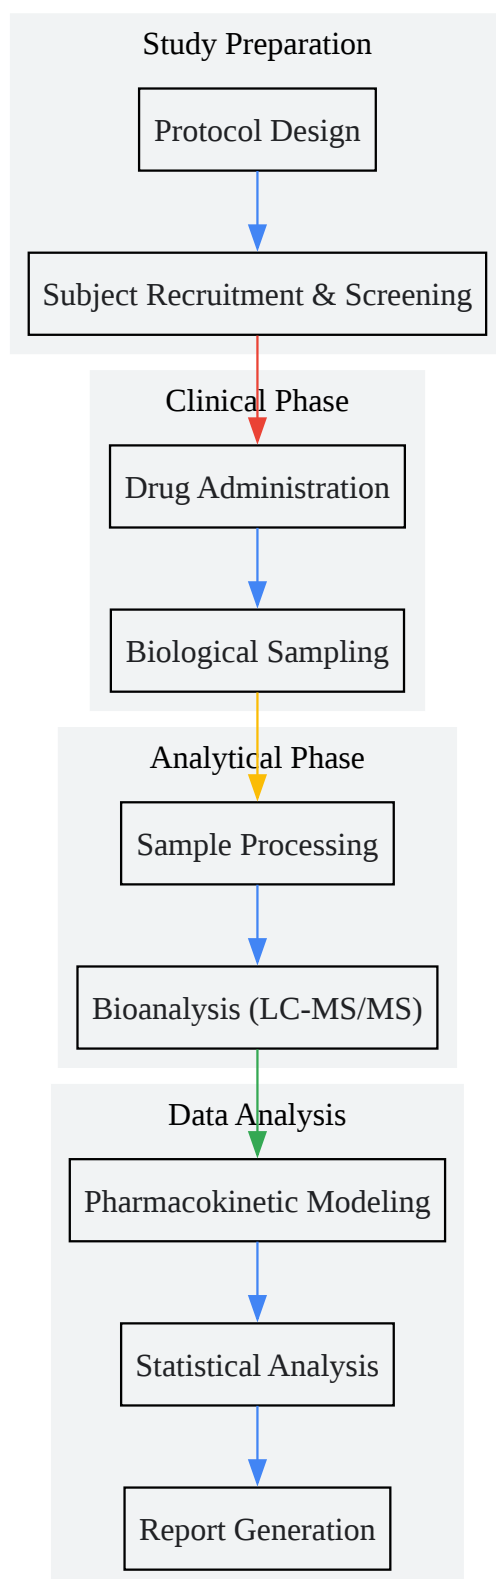 Study Preparation
Protocol Design
Subject Recruitment & Screening
Clinical Phase
Drug Administration
Biological Sampling
Analytical Phase
Sample Processing
Bioanalysis (LC-MS/MS)
Data Analysis
Pharmacokinetic Modeling
Statistical Analysis
Report Generation